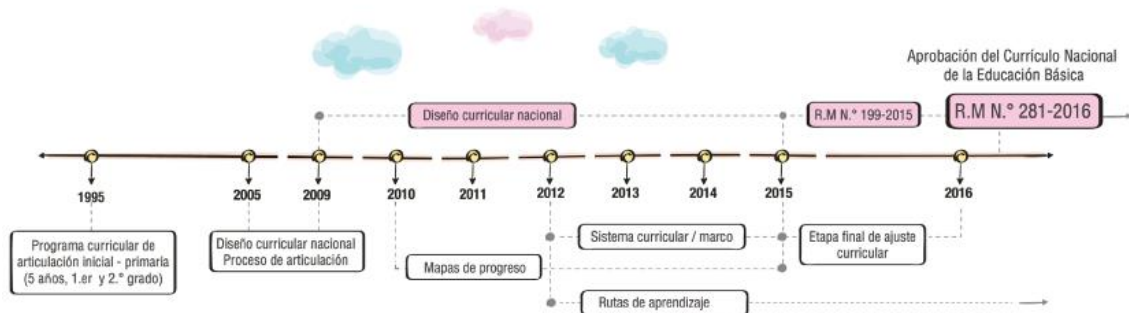 Aprobación del Currículo Nacional
de la Educación Básica
Diseño curricular nacional
R.M N.° 199-2015
R.M N.° 281-2016
1995
2005
2009
2010
2011
2012
2013
2014
2015
2016
Programa curricular de
articulación inicial - primaria
(5 años, 1.er y 2.° grado)
Diseño curricular nacional
Proceso de articulación
Sistema curricular / marco
Etapa final de ajuste
curricular
Mapas de progreso
Rutas de aprendizaje